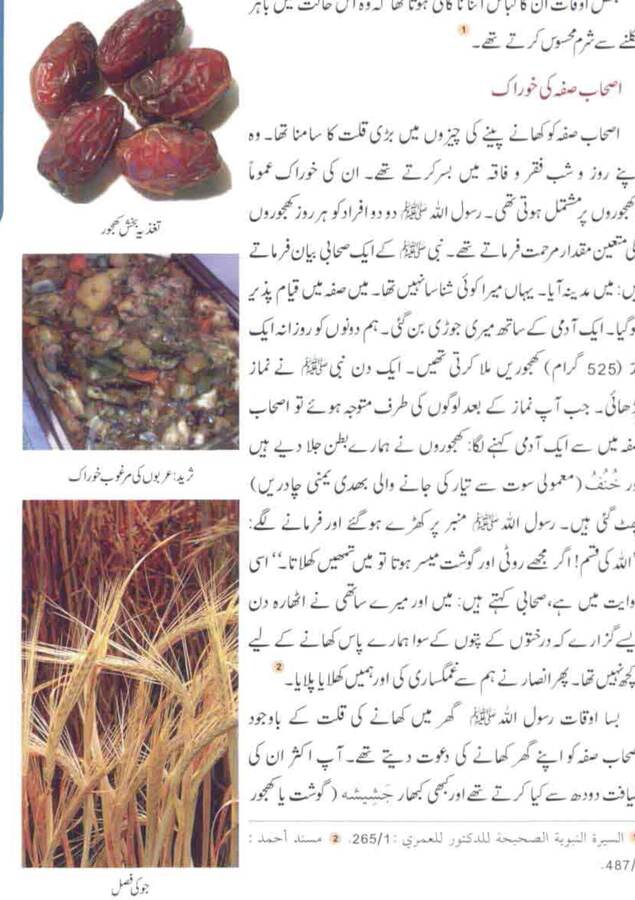 بعض اوقات ان کا لباس اتنا ناکافی ہوتا تھا کہ وہ اس حالت میں باہر
نکلنے سے شرم محسوس کرتے تھے۔ 1
اصحاب صفہ کی خوراک
اصحاب صفہ کو کھانے پینے کی چیزوں میں بڑی قلت کا سامنا تھا۔ وہ
اپنے روز و شب فقر و فاقہ میں بسر کرتے تھے۔ ان کی خوراک عموماً
کھجوروں پر مشتمل ہوتی تھی۔ رسول اللہ ﷺ دو دو افراد کو ہر روز کھجوروں
کی متعین مقدار مرحمت فرماتے تھے۔ نبی ﷺ کے ایک صحابی بیان فرماتے
ہیں: میں مدینہ آیا۔ یہاں میرا کوئی شناسا نہیں تھا۔ میں صفہ میں قیام پذیر
ہوگیا۔ ایک آدمی کے ساتھ میری جوڑی بن گئی۔ ہم دونوں کو روزانہ ایک
مد (525 گرام) کھجوریں ملا کرتی تھیں۔ ایک دن نبی ﷺ نے نماز
پڑھائی۔ جب آپ نماز کے بعد لوگوں کی طرف متوجہ ہوئے تو اصحاب
صفہ میں سے ایک آدمی کہنے لگا: کھجوروں نے ہمارے بطن جلا دیے ہیں
اور خُنُفُ (معمولی سوت سے تیار کی جانے والی بھدی یمنی چادریں)
پھٹ گئی ہیں۔ رسول اللہ ﷺ منبر پر کھڑے ہوگئے اور فرمانے لگے:
"اللہ کی قسم! اگر مجھے روٹی اور گوشت میسر ہوتا تو میں تمھیں کھلاتا۔" اسی
روایت میں ہے، صحابی کہتے ہیں: میں اور میرے ساتھی نے اٹھارہ دن
ایسے گزارے کہ درختوں کے پتوں کے سوا ہمارے پاس کھانے کے لیے
کچھ نہیں تھا۔ پھر انصار نے ہم سے غمگساری کی اور ہمیں کھلایا پلایا۔ 2
بسا اوقات رسول اللہ ﷺ گھر میں کھانے کی قلت کے باوجود
اصحاب صفہ کو اپنے گھر کھانے کی دعوت دیتے تھے۔ آپ اکثر ان کی
ضیافت دودھ سے کیا کرتے تھے اور کبھی کبھار جَشِیشه (گوشت یا کھجور
1 السيرة النبوية الصحيحة للدكتور للعمري: 265/1. 2 مسند أحمد:
487/.
تغذیہ بخش کھجور
ثرید: عربوں کی مرغوب خوراک
جو کی فصل